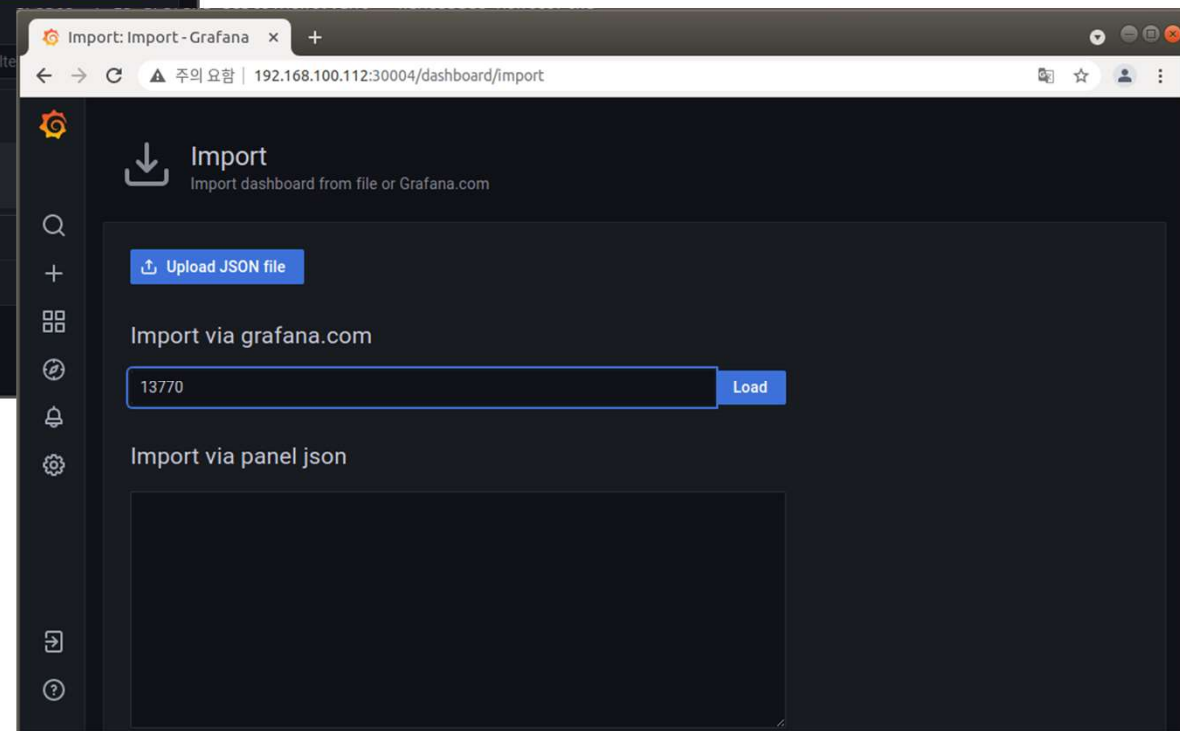 Import: Import - Grafana
주의 요함 | 192.168.100.112:30004/dashboard/import
Import
Import dashboard from file or Grafana.com
Upload JSON file
Import via grafana.com
13770
Load
Import via panel json